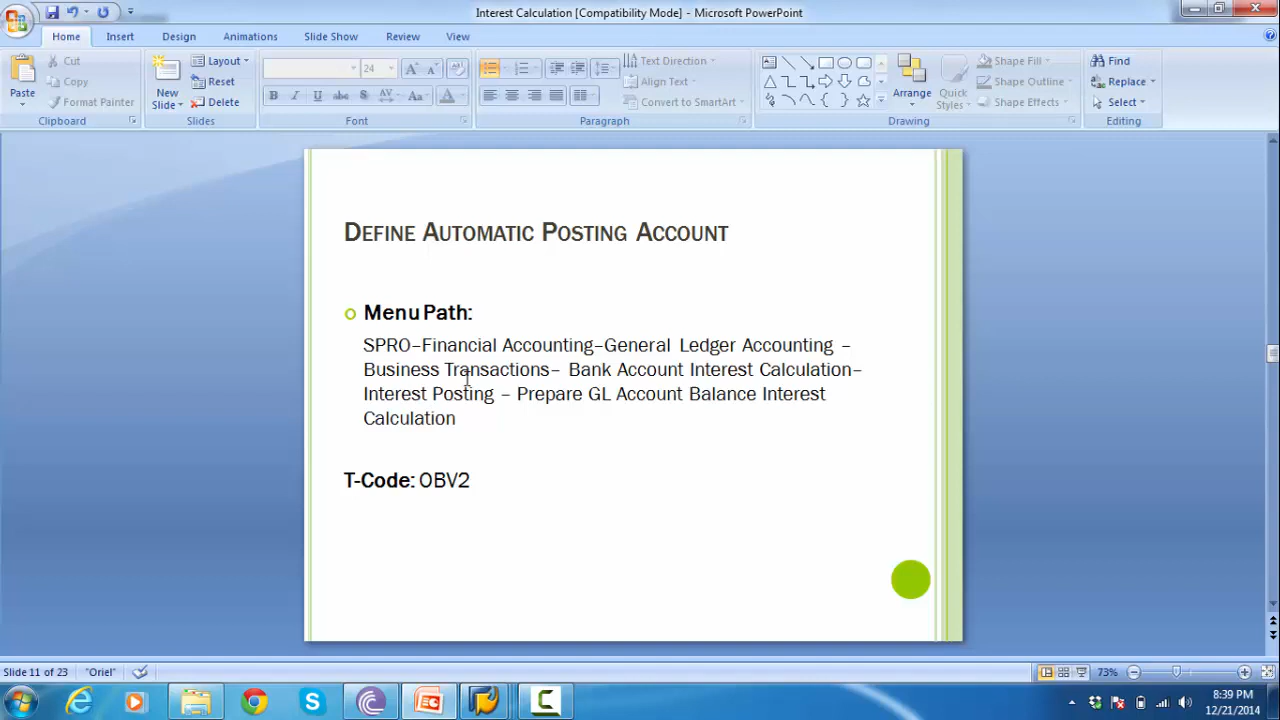 Interest Calculation [Compatibility Mode] - Microsoft PowerPoint
Home Insert Design Animations Slide Show Review View
Paste
Cut
Copy
Format Painter
Clipboard
New Slide
Layout
Reset
Delete
Slides
24
B I U abc S AV Aa A
Font
Text Direction
Align Text
Convert to SmartArt
Paragraph
Arrange
Quick Styles
Shape Fill
Shape Outline
Shape Effects
Drawing
Find
Replace
Select
Editing
DEFINE AUTOMATIC POSTING ACCOUNT
Menu Path:
SPRO–Financial Accounting–General Ledger Accounting –
Business Transactions– Bank Account Interest Calculation–
Interest Posting – Prepare GL Account Balance Interest
Calculation
T-Code: OBV2
Slide 11 of 23 "Oriel" 73%
8:39 PM
12/21/2014